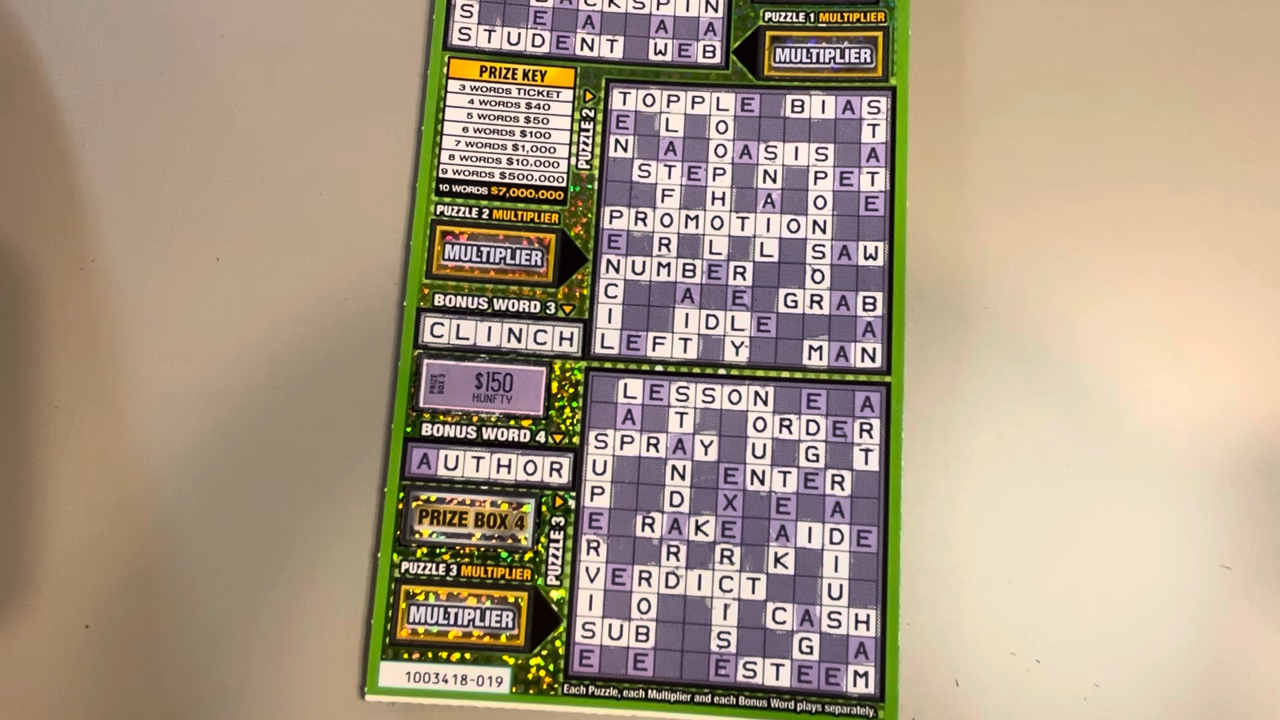 BACKSPIN
S E A A A
STUDENT WEB
PUZZLE 1 MULTIPLIER
MULTIPLIER
PRIZE KEY
3 WORDS TICKET
4 WORDS $40
5 WORDS $50
6 WORDS $100
7 WORDS $1,000
8 WORDS $10,000
9 WORDS $500,000
10 WORDS $7,000,000
PUZZLE 2 MULTIPLIER
MULTIPLIER
PUZZLE 2
TOPPLE BIAS
E L O T
N A OASIS A
STEP N PET
F H A O E
PROMOTION
E R L L SAW
NUMBER O
C A E GRAB
I IDLE A
LEFT Y MAN
BONUS WORD 3
CLINCH
PRIZE BOX 3
$150
HUNFTY
BONUS WORD 4
AUTHOR
PRIZE BOX 4
PUZZLE 3 MULTIPLIER
MULTIPLIER
PUZZLE 3
LESSON E A
A T ORDER
SPRAY U G T
U N ENTER
P D X E A
E RAKE AIDE
R R R K I
VERDICT U
I O I CASH
SUB S G A
E E ESTEEM
1003418-019
Each Puzzle, each Multiplier and each Bonus Word plays separately.